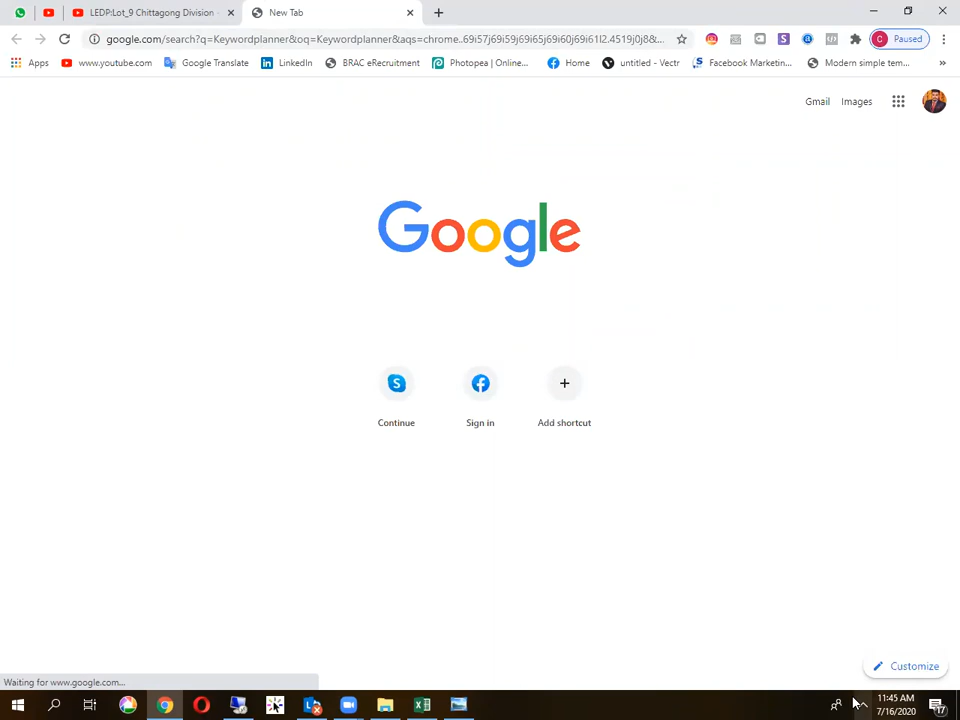 LEDP:Lot_9 Chittagong Division
New Tab
google.com/search?q=Keywordplanner&oq=Keywordplanner&aqs=chrome..69i57j69i59j69i65j69i60j69i61l2.4519j0j8&...
Paused
Apps
www.youtube.com
Google Translate
LinkedIn
BRAC eRecruitment
Photopea | Online...
Home
untitled - Vectr
Facebook Marketin...
Modern simple tem...
Gmail
Images
Google
Continue
Sign in
Add shortcut
Customize
Waiting for www.google.com...
11:45 AM
7/16/2020
17